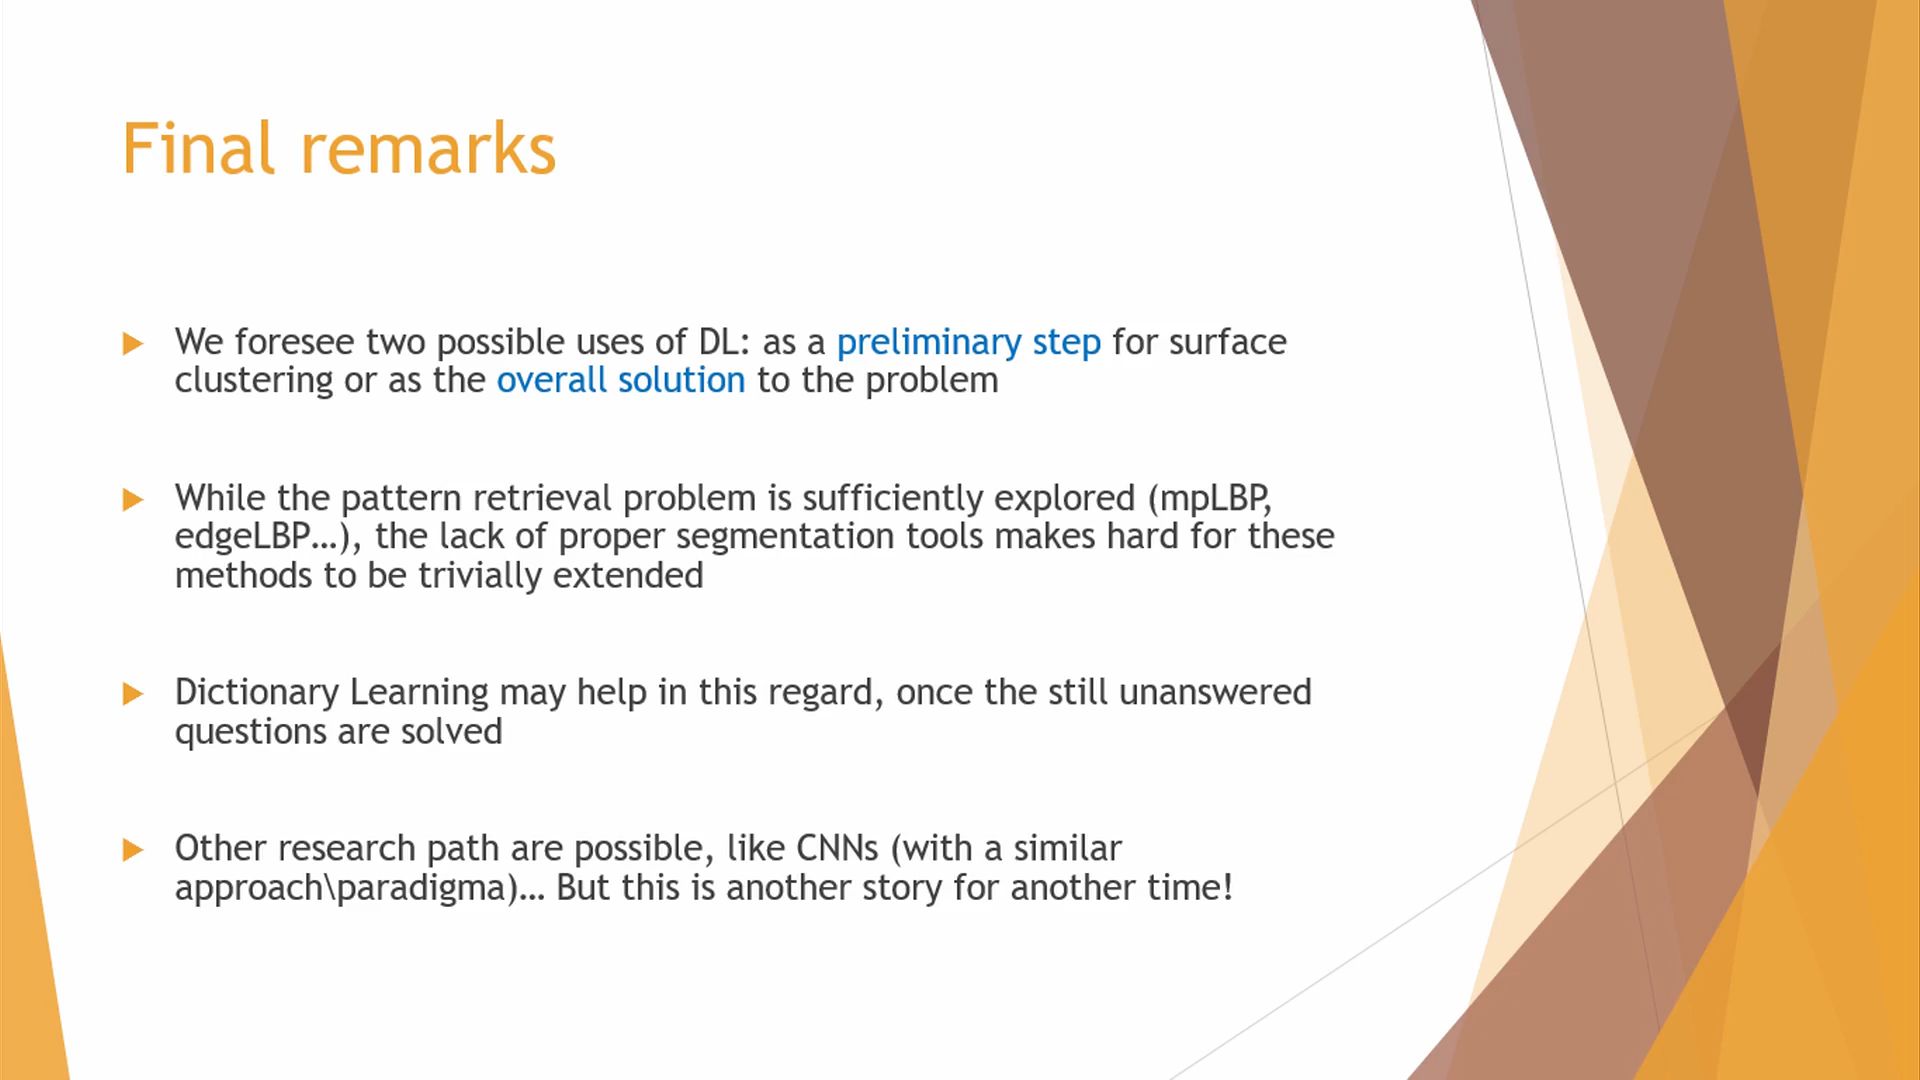 Final remarks
We foresee two possible uses of DL: as a preliminary step for surface
clustering or as the overall solution to the problem
While the pattern retrieval problem is sufficiently explored (mpLBP,
edgeLBP…), the lack of proper segmentation tools makes hard for these
methods to be trivially extended
Dictionary Learning may help in this regard, once the still unanswered
questions are solved
Other research path are possible, like CNNs (with a similar
approach\paradigma)… But this is another story for another time!